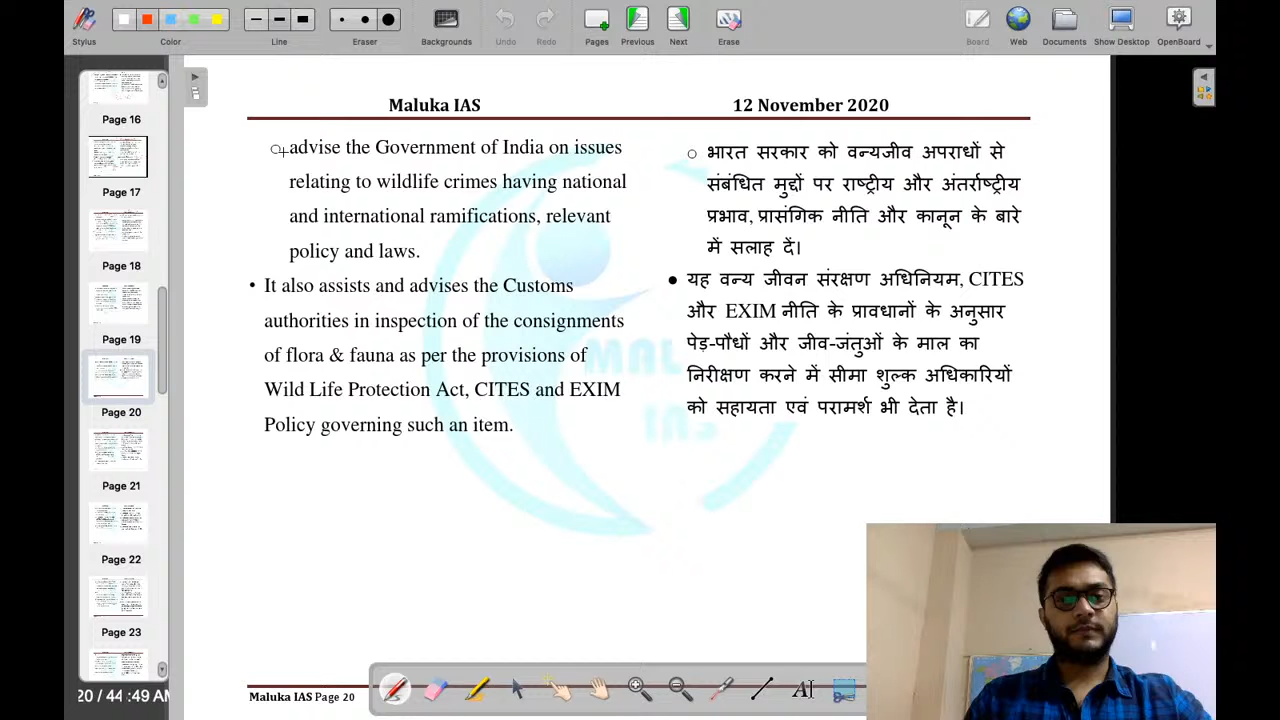 Stylus
Color
Line
Eraser
Backgrounds
Undo
Redo
Pages
Previous
Next
Erase
Board
Web
Documents
Show Desktop
OpenBoard
Page 16
Page 17
Page 18
Page 19
Page 20
Page 21
Page 22
Page 23
20 / 44
:49 AM
Maluka IAS
12 November 2020
advise the Government of India on issues
relating to wildlife crimes having national
and international ramifications, relevant
policy and laws.
• It also assists and advises the Customs
authorities in inspection of the consignments
of flora & fauna as per the provisions of
Wild Life Protection Act, CITES and EXIM
Policy governing such an item.
○ भारत सरकार को वन्यजीव अपराधों से
संबंधित मुद्दों पर राष्ट्रीय और अंतर्राष्ट्रीय
प्रभाव, प्रासंगिक नीति और कानून के बारे
में सलाह दें।
● यह वन्य जीवन संरक्षण अधिनियम, CITES
और EXIM नीति के प्रावधानों के अनुसार
पेड़-पौधों और जीव-जंतुओं के माल का
निरीक्षण करने में सीमा शुल्क अधिकारियों
को सहायता एवं परामर्श भी देता है।
Maluka IAS Page 20